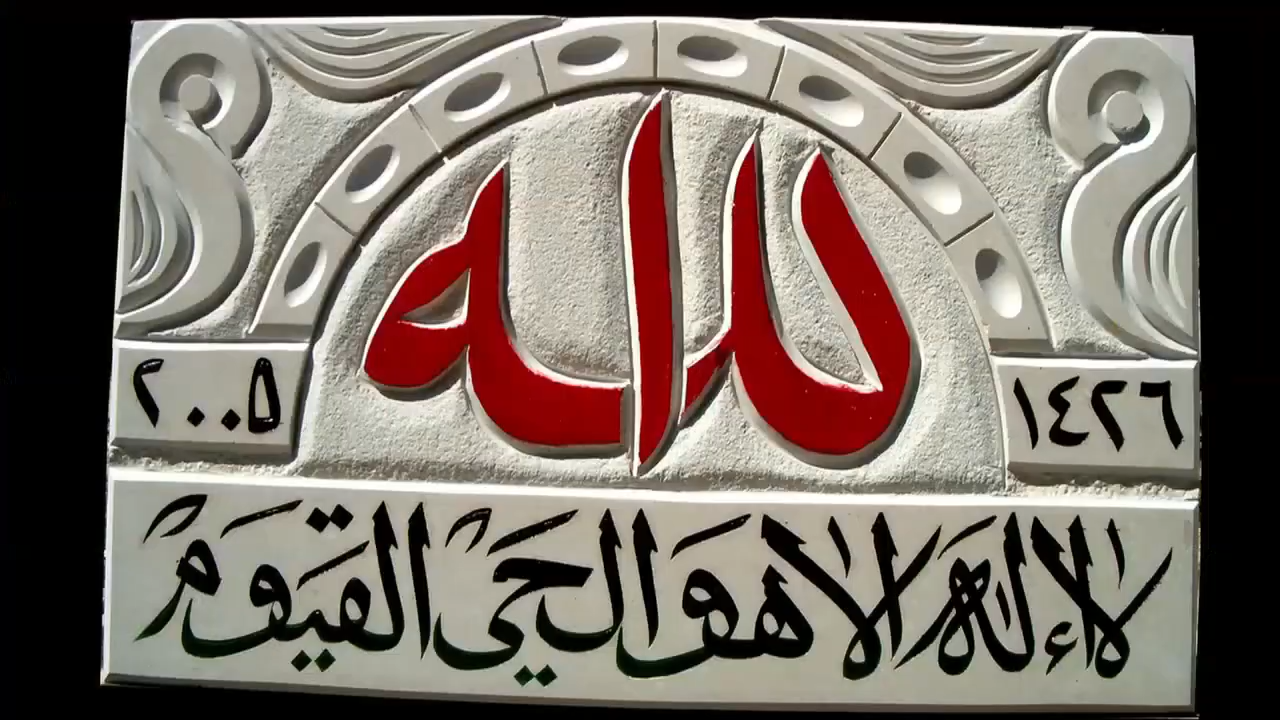 الله
١٤٢٦
٢٠٠٥
لا إله إلا هو الحي القيوم